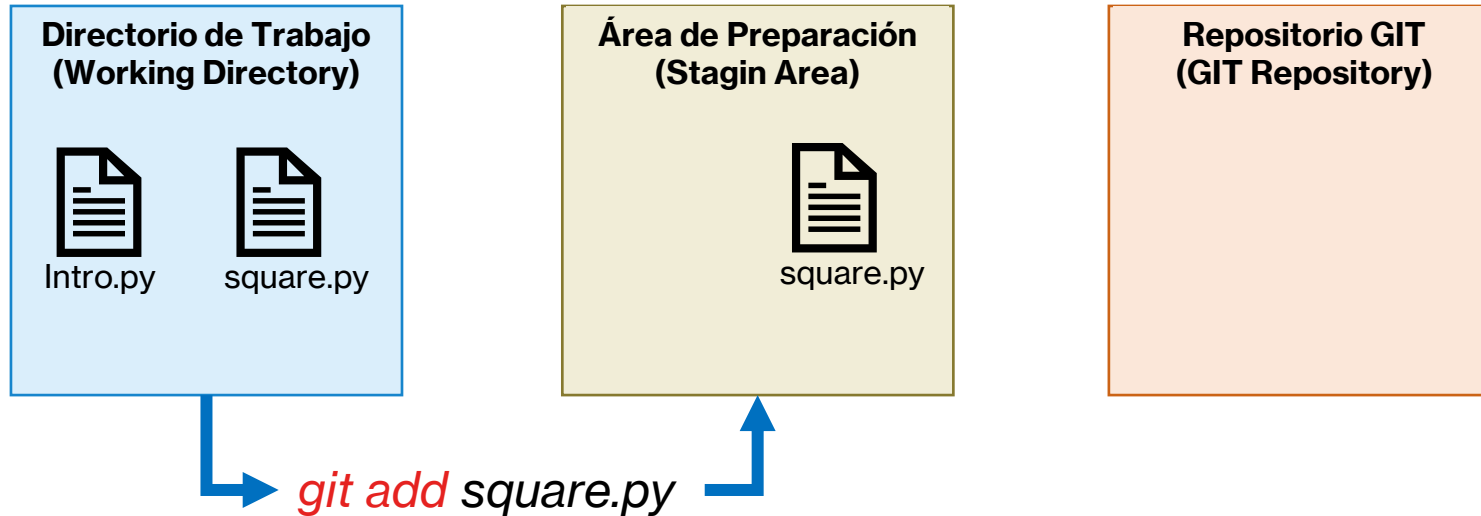 Directorio de Trabajo
(Working Directory)
Intro.py
square.py
Área de Preparación
(Stagin Area)
square.py
Repositorio GIT
(GIT Repository)
git add square.py